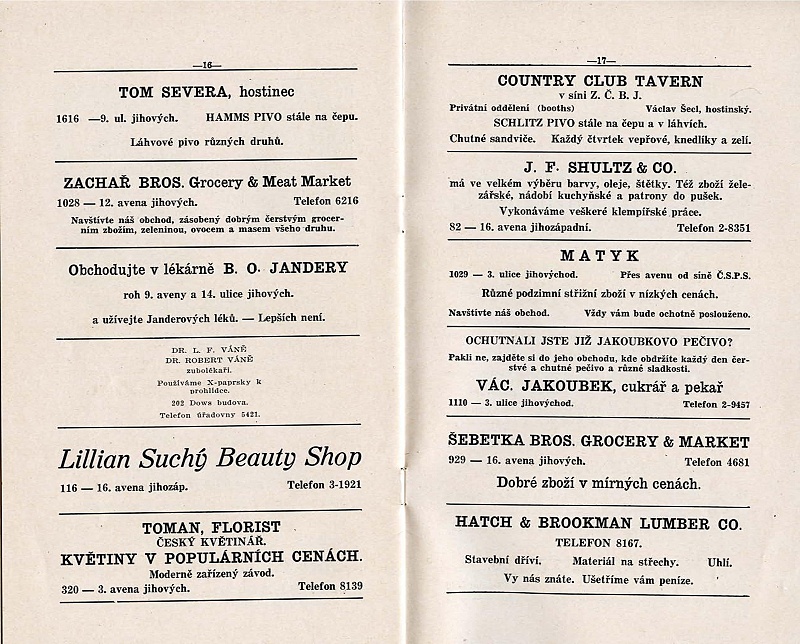 —16—
TOM SEVERA, hostinec
1616 —9. ul. jihových. HAMMS PIVO stále na čepu.
Láhvové pivo různých druhů.
ZACHAŘ BROS. Grocery & Meat Market
1028 — 12. avena jihových. Telefon 6216
Navštivte náš obchod, zásobený dobrým čerstvým grocer-
ním zbožím, zeleninou, ovocem a masem všeho druhu.
Obchodujte v lékárně B. O. JANDERY
roh 9. aveny a 14. ulice jihových.
a užívejte Janderových léků. — Lepších není.
DR. L. F. VÁNĚ
DR. ROBERT VÁNĚ
zubolékaři.
Používáme X-paprsky k
prohlídce.
202 Dows budova.
Telefon úřadovny 5421.
Lillian Suchý Beauty Shop
116 — 16. avena jihozáp. Telefon 3-1921
TOMAN, FLORIST
ČESKÝ KVĚTINÁŘ.
KVĚTINY V POPULÁRNÍCH CENÁCH.
Moderně zařízený závod.
320 — 3. avena jihových. Telefon 8139
—17—
COUNTRY CLUB TAVERN
v síni Z. Č. B. J.
Privátní oddělení (booths) Václav Šecl, hostinský.
SCHLITZ PIVO stále na čepu a v láhvích.
Chutné sandviče. Každý čtvrtek vepřové, knedlíky a zelí.
J. F. SHULTZ & CO.
má ve velkém výběru barvy, oleje, štětky. Též zboží žele-
zářské, nádobí kuchyňské a patrony do pušek.
Vykonáváme veškeré klempířské práce.
82 — 16. avena jihozápadní. Telefon 2-8351
MATYK
1029 — 3. ulice jihovýchod. Přes avenu od síně Č.S.P.S.
Různé podzimní střižní zboží v nízkých cenách.
Navštivte náš obchod. Vždy vám bude ochotně poslouženo.
OCHUTNALI JSTE JIŽ JAKOUBKOVO PEČIVO?
Pakli ne, zajděte si do jeho obchodu, kde obdržíte každý den čer-
stvé a chutné pečivo a různé sladkosti.
VÁC. JAKOUBEK, cukrář a pekař
1110 — 3. ulice jihovýchod. Telefon 2-9457
ŠEBETKA BROS. GROCERY & MARKET
929 — 16. avena jihových. Telefon 4681
Dobré zboží v mírných cenách.
HATCH & BROOKMAN LUMBER CO.
TELEFON 8167.
Stavební dříví. Materiál na střechy. Uhlí.
Vy nás znáte. Ušetříme vám peníze.